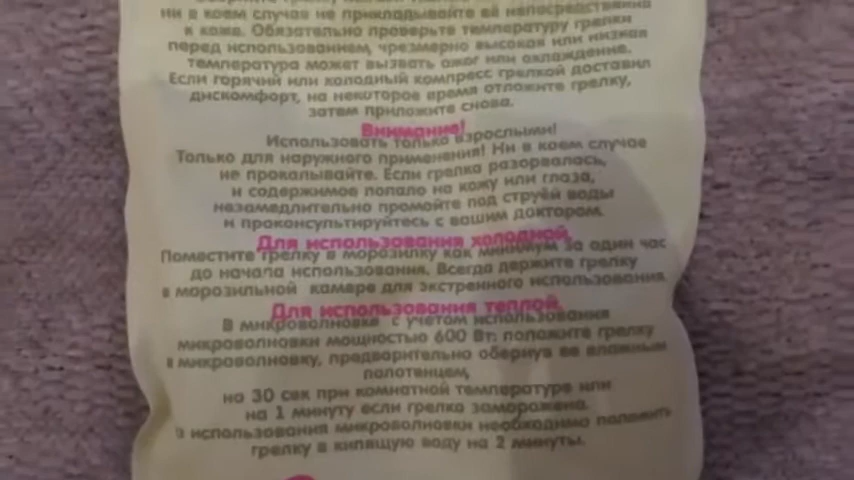 ни в коем случае не прикладывайте её непосредственно
к коже. Обязательно проверьте температуру грелки
перед использованием, чрезмерно высокая или низкая
температура может вызвать ожог или охлаждение.
Если горячий или холодный компресс грелкой доставил
дискомфорт, на некоторое время отложите грелку,
затем приложите снова.
Внимание!
Использовать только взрослыми!
Только для наружного применения! Ни в коем случае
не прокалывайте. Если грелка разорвалась,
и содержимое попало на кожу или глаза,
незамедлительно промойте под струёй воды
и проконсультируйтесь с вашим доктором.
Для использования холодной.
Поместите грелку в морозилку как минимум за один час
до начала использования. Всегда держите грелку
в морозильной камере для экстренного использования.
Для использования теплой.
В микроволновке с учетом использования
микроволновки мощностью 600 Вт: положите грелку
в микроволновку, предворительно обернув ее влажным
полотенцем,
на 30 сек при комнатной температуре или
на 1 минуту если грелка заморожена.
использования микроволновки необходимо положить
грелку в кипящую воду на 2 минуты.